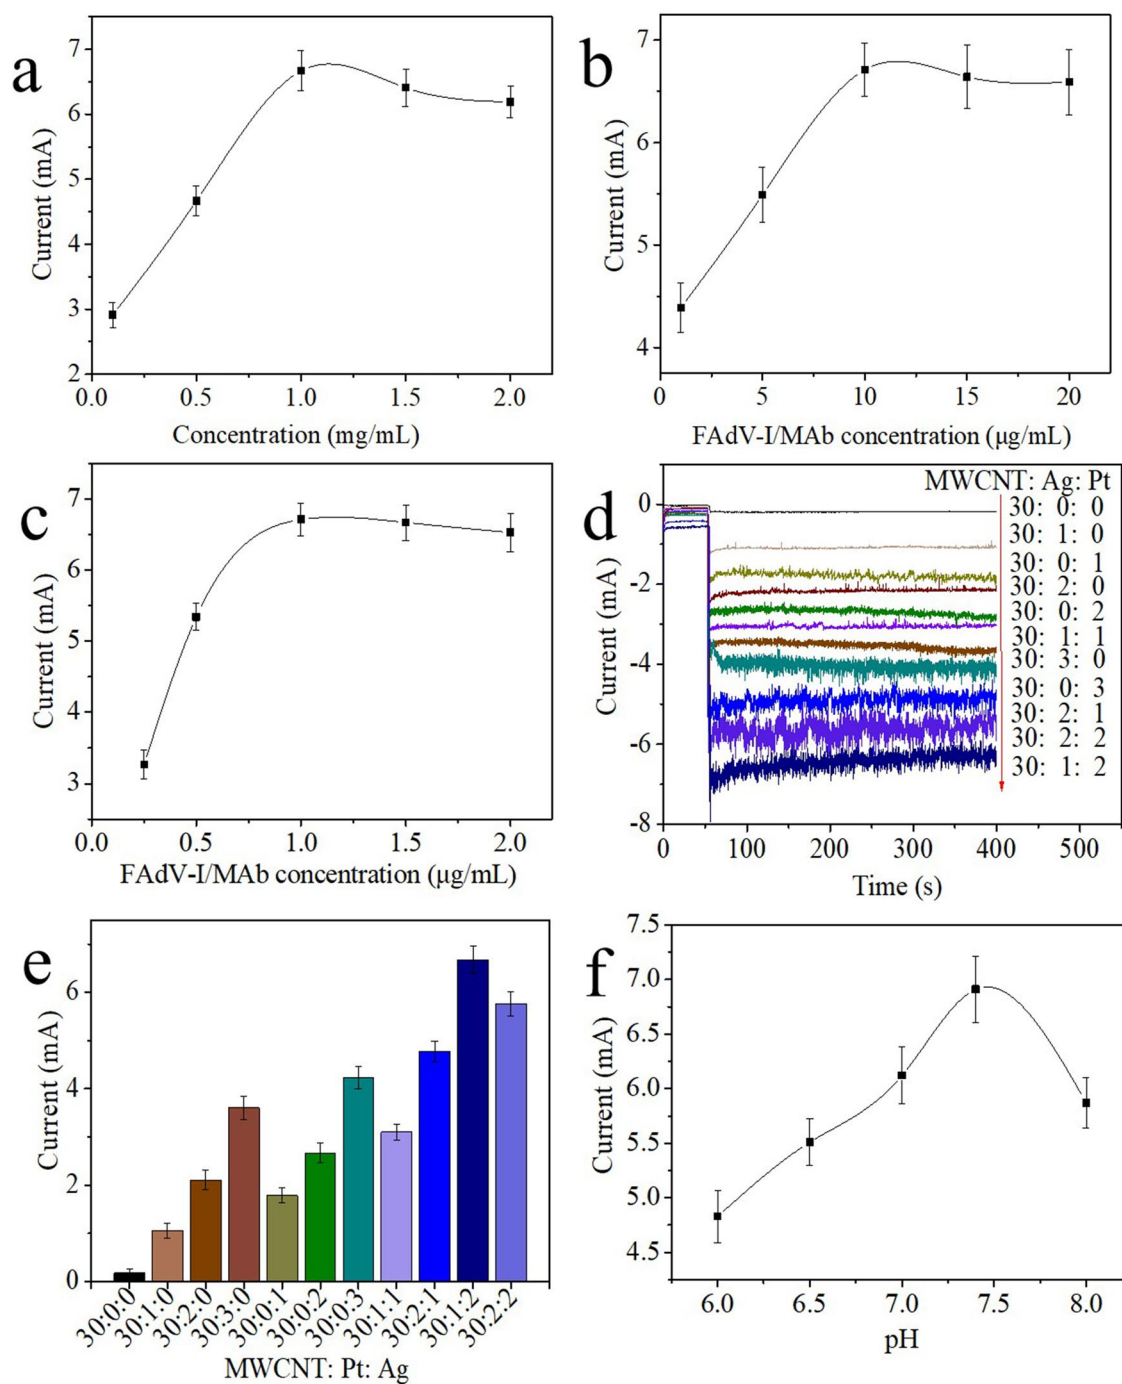 a
Current (mA)
7
6
5
4
3
2
0.0 0.5 1.0 1.5 2.0
Concentration (mg/mL)
b
Current (mA)
7
6
5
4
0 5 10 15 20
FAdV-I/MAb concentration (μg/mL)
c
Current (mA)
7
6
5
4
3
0.0 0.5 1.0 1.5 2.0
FAdV-I/MAb concentration (μg/mL)
d
Current (mA)
0
-2
-4
-6
-8
0 100 200 300 400 500
Time (s)
MWCNT: Ag: Pt
30: 0: 0
30: 1: 0
30: 0: 1
30: 2: 0
30: 0: 2
30: 1: 1
30: 3: 0
30: 0: 3
30: 2: 1
30: 2: 2
30: 1: 2
e
Current (mA)
6
4
2
0
30:0:0 30:1:0 30:2:0 30:3:0 30:0:1 30:0:2 30:0:3 30:1:1 30:2:1 30:1:2 30:2:2
MWCNT: Pt: Ag
f
Current (mA)
7.5
7.0
6.5
6.0
5.5
5.0
4.5
6.0 6.5 7.0 7.5 8.0
pH